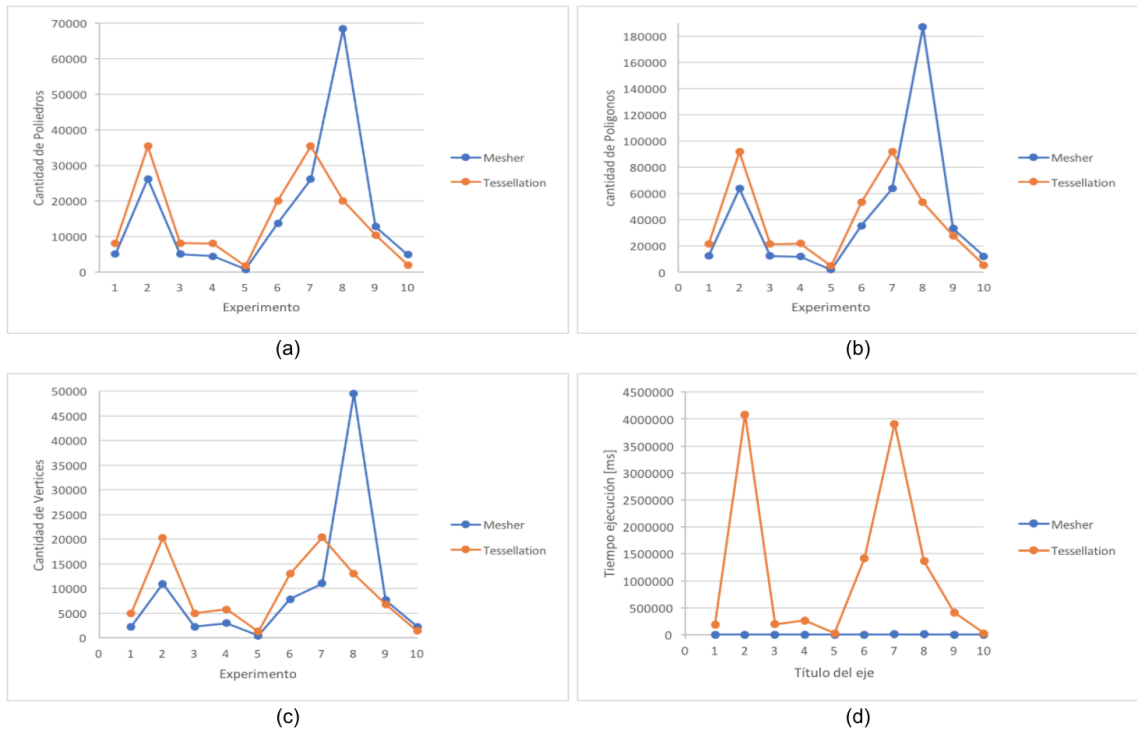 70000
60000
50000
40000
30000
20000
10000
0
Cantidad de Poliedros
1 2 3 4 5 6 7 8 9 10
Experimento
Mesher
Tessellation
(a)
180000
160000
140000
120000
100000
80000
60000
40000
20000
0
cantidad de Poligonos
0 1 2 3 4 5 6 7 8 9 10
Experimento
Mesher
Tessellation
(b)
50000
45000
40000
35000
30000
25000
20000
15000
10000
5000
0
Cantidad de Vertices
0 1 2 3 4 5 6 7 8 9 10
Experimento
Mesher
Tessellation
(c)
4500000
4000000
3500000
3000000
2500000
2000000
1500000
1000000
500000
0
Tiempo ejecución [ms]
0 1 2 3 4 5 6 7 8 9 10
Título del eje
Mesher
Tessellation
(d)